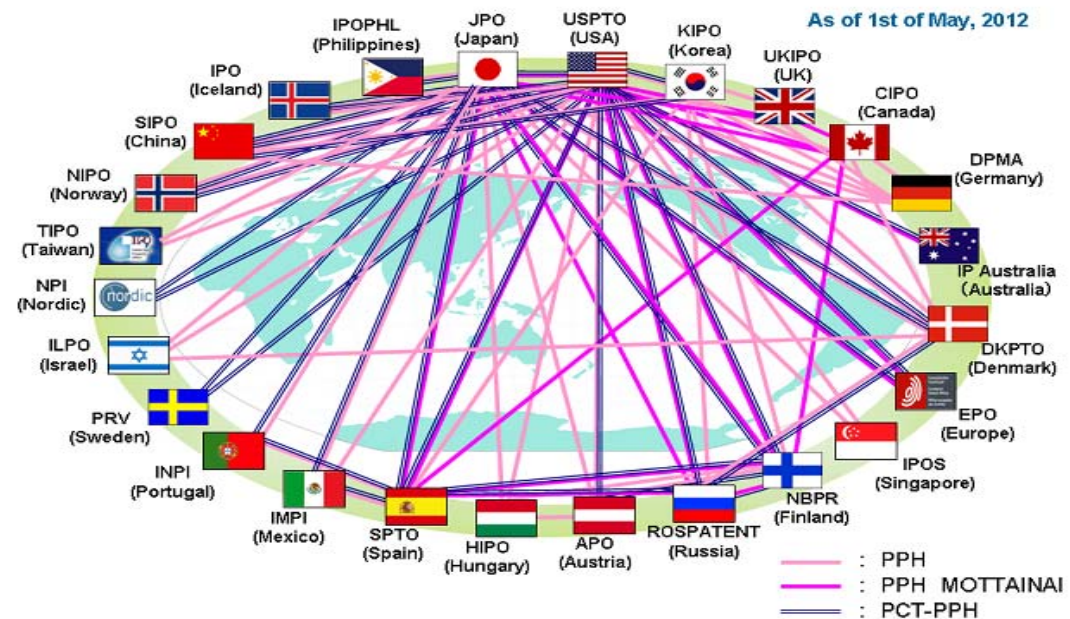 As of 1st of May, 2012
IPOPHL
(Philippines)
JPO
(Japan)
USPTO
(USA)
KIPO
(Korea)
UKIPO
(UK)
IPO
(Iceland)
CIPO
(Canada)
SIPO
(China)
DPMA
(Germany)
NIPO
(Norway)
TIPO
(Taiwan)
IP Australia
(Australia)
NPI
(Nordic)
nordic
ILPO
(Israel)
DKPTO
(Denmark)
PRV
(Sweden)
EPO
(Europe)
INPI
(Portugal)
IPOS
(Singapore)
IMPI
(Mexico)
SPTO
(Spain)
HIPO
(Hungary)
APO
(Austria)
ROSPATENT
(Russia)
NBPR
(Finland)
: PPH
: PPH MOTTAINAI
: PCT-PPH